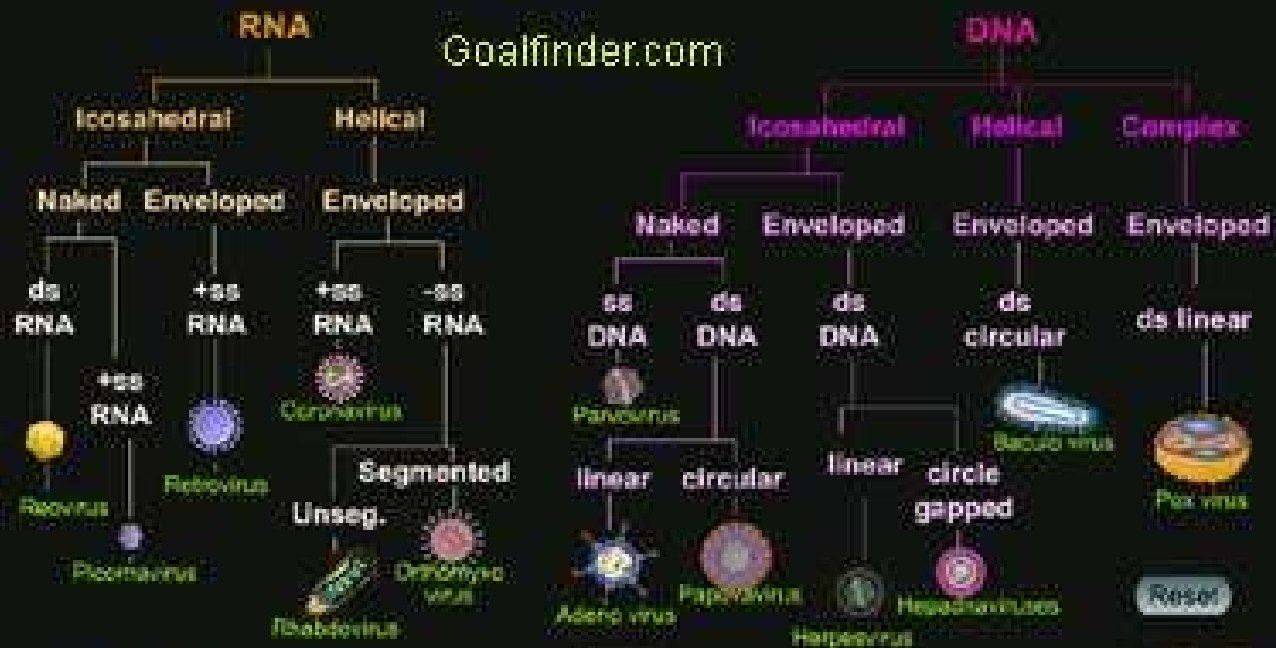 RNA
DNA
Goalfinder.com
Icosahedral
Helical
Icosahedral
Helical
Complex
Naked
Enveloped
Enveloped
Naked
Enveloped
Enveloped
Enveloped
ds
RNA
+ss
RNA
+ss
RNA
-ss
RNA
ss
DNA
ds
DNA
ds
DNA
ds
circular
ds linear
+ss
RNA
Coronavirus
Parvovirus
Baculo virus
Reovirus
Retrovirus
Segmented
Unseg.
linear
circular
linear
circle
gapped
Pox virus
Picornavirus
Orthomyxo
virus
Rhabdovirus
Adeno virus
Papovavirus
Herpesvirus
Hepadnaviruses
Reset